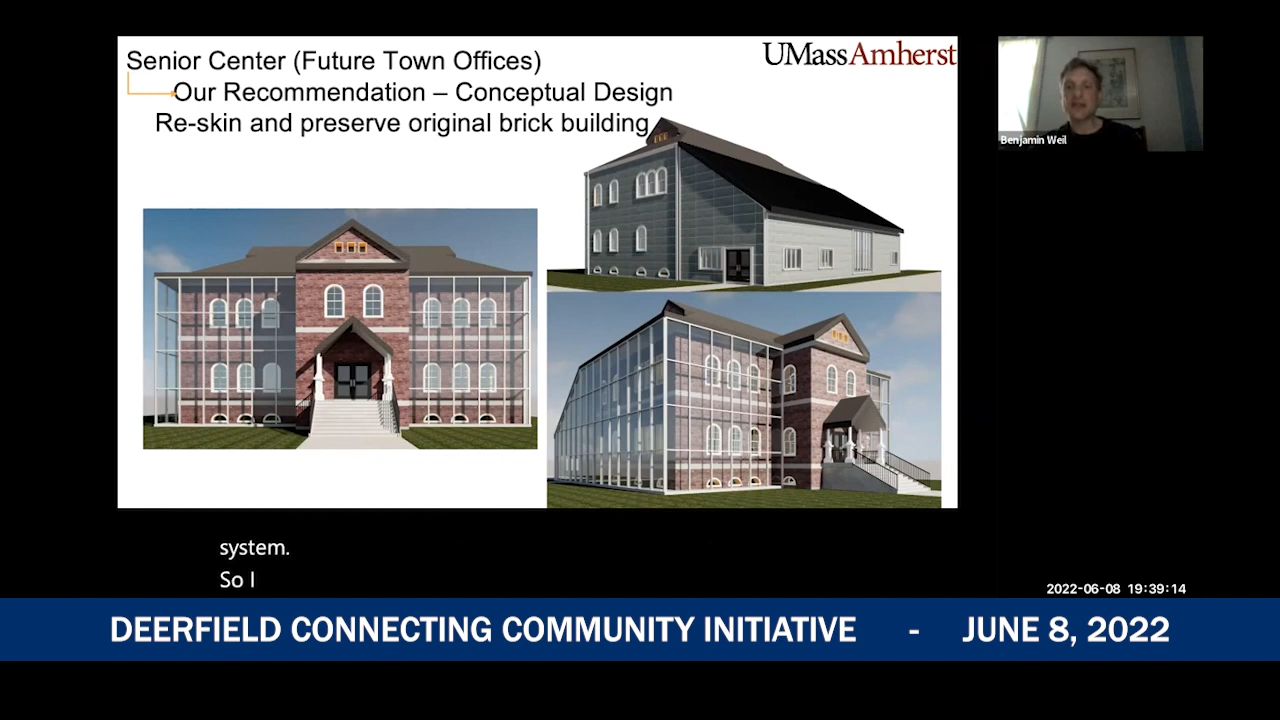 Senior Center (Future Town Offices)
UMassAmherst
Our Recommendation – Conceptual Design
Re-skin and preserve original brick building
Benjamin Weil
system.
So I
2022-06-08 19:39:14
DEERFIELD CONNECTING COMMUNITY INITIATIVE - JUNE 8, 2022